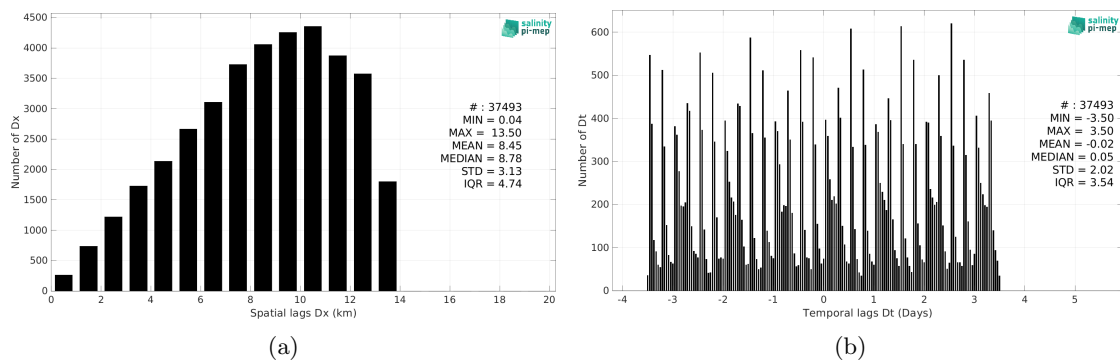 4500
4000
3500
3000
2500
2000
1500
1000
500
0
Number of Dx
0 2 4 6 8 10 12 14 16 18 20
Spatial lags Dx (km)
salinity
pi-mep
# : 37493
MIN = 0.04
MAX = 13.50
MEAN = 8.45
MEDIAN = 8.78
STD = 3.13
IQR = 4.74
(a)
600
500
400
300
200
100
0
Number of Dt
-4 -3 -2 -1 0 1 2 3 4 5
Temporal lags Dt (Days)
salinity
pi-mep
# : 37493
MIN = -3.50
MAX = 3.50
MEAN = -0.02
MEDIAN = 0.05
STD = 2.02
IQR = 3.54
(b)